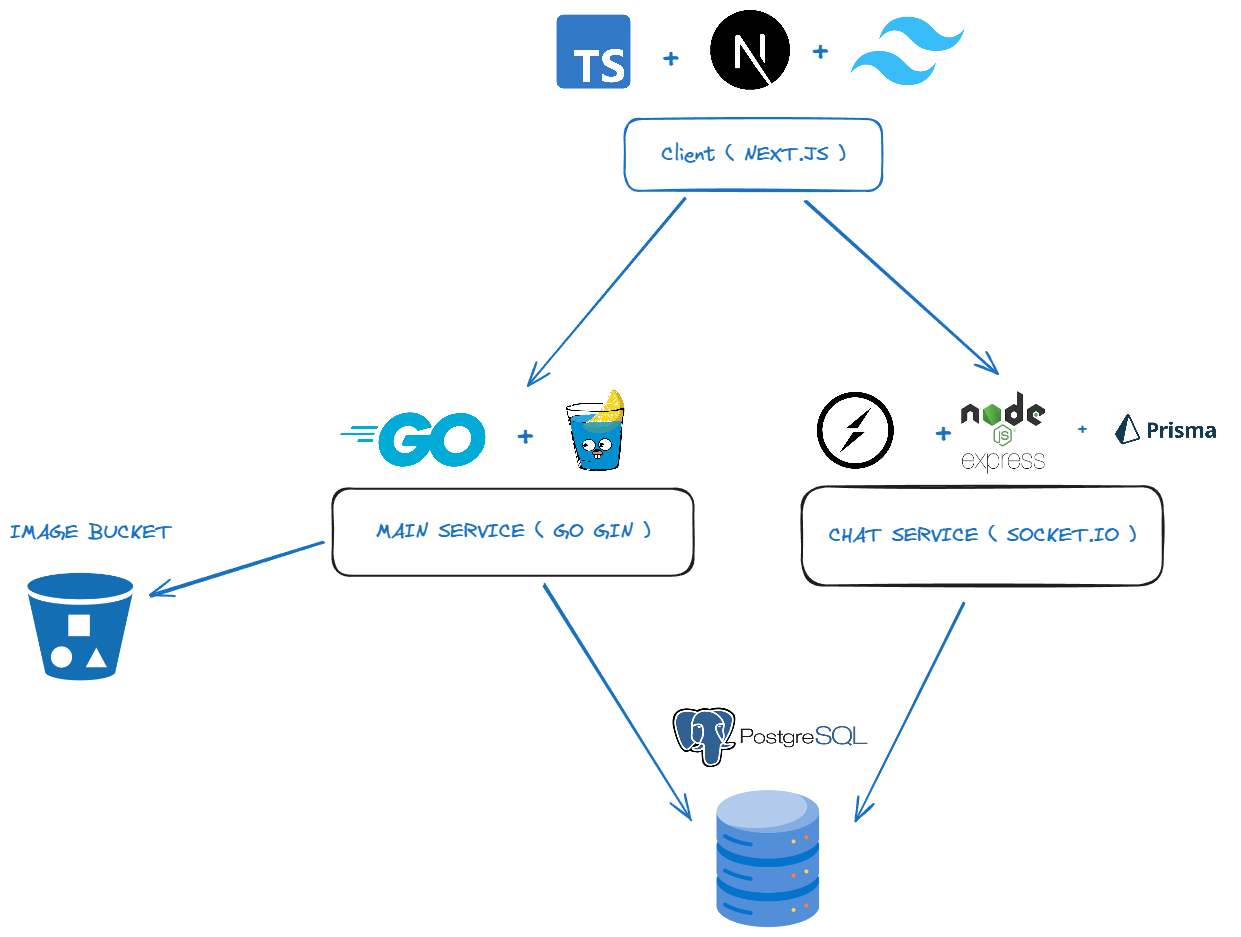 TS
+
N
+
Client ( NEXT.JS )
GO
+
+
node
JS
express
+
Prisma
IMAGE BUCKET
MAIN SERVICE ( GO GIN )
CHAT SERVICE ( SOCKET.IO )
PostgreSQL